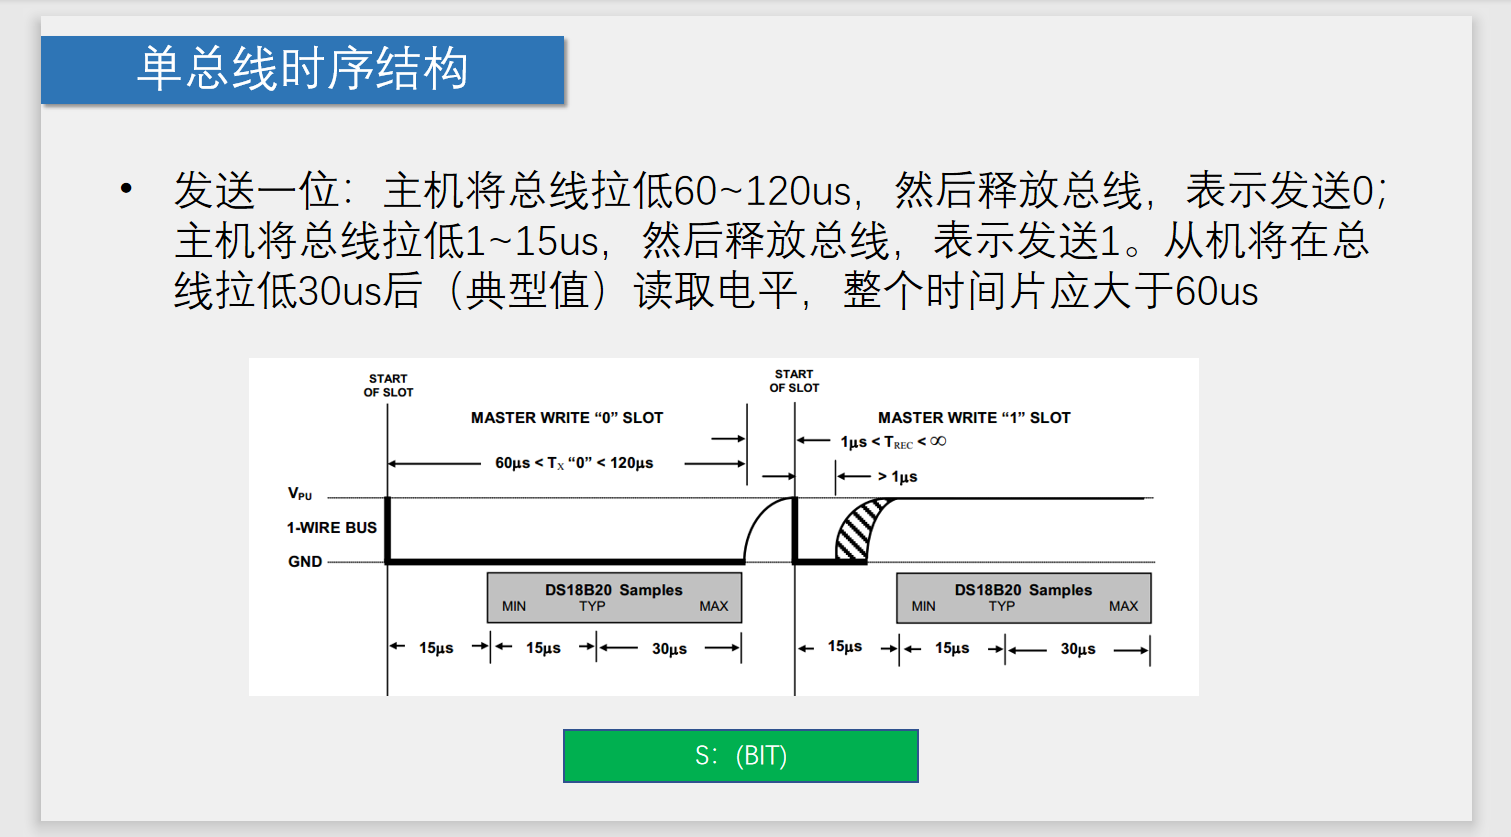 单总线时序结构
• 发送一位：主机将总线拉低60~120us，然后释放总线，表示发送0；
主机将总线拉低1~15us，然后释放总线，表示发送1。从机将在总
线拉低30us后（典型值）读取电平，整个时间片应大于60us
START
OF SLOT
START
OF SLOT
MASTER WRITE “0” SLOT
MASTER WRITE “1” SLOT
1µs < TREC < ∞
60µs < TX “0” < 120µs
> 1µs
VPU
1-WIRE BUS
GND
DS18B20 Samples
MIN TYP MAX
DS18B20 Samples
MIN TYP MAX
15µs 15µs 30µs
15µs 15µs 30µs
S：(BIT)